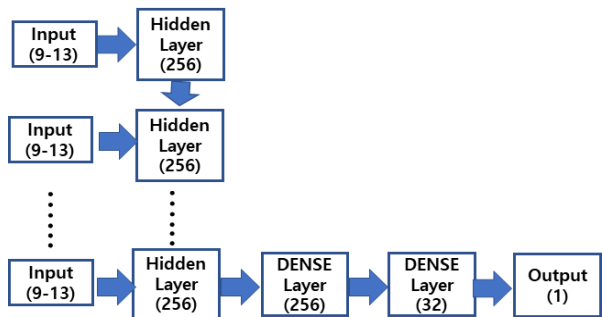 Input
(9-13)
Hidden
Layer
(256)
Input
(9-13)
Hidden
Layer
(256)
Input
(9-13)
Hidden
Layer
(256)
DENSE
Layer
(256)
DENSE
Layer
(32)
Output
(1)